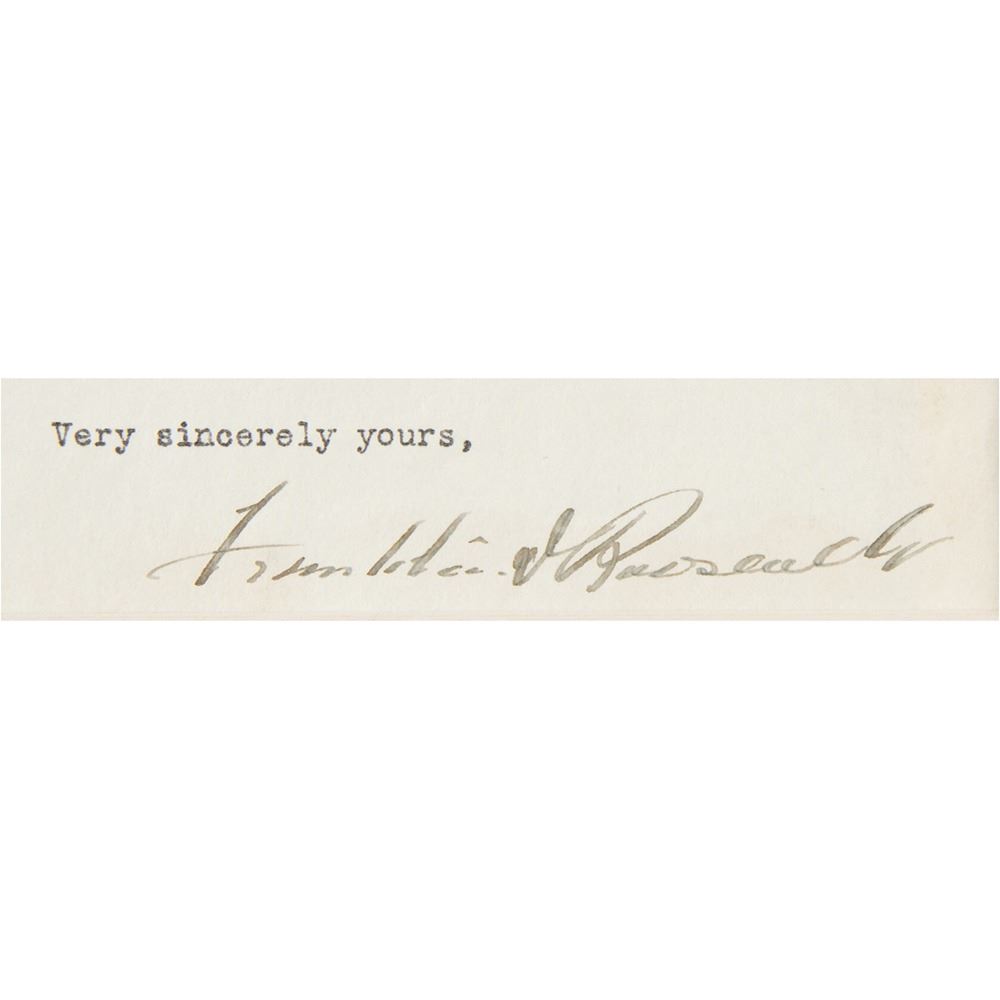 Very sincerely yours,
Franklin D Roosevelt